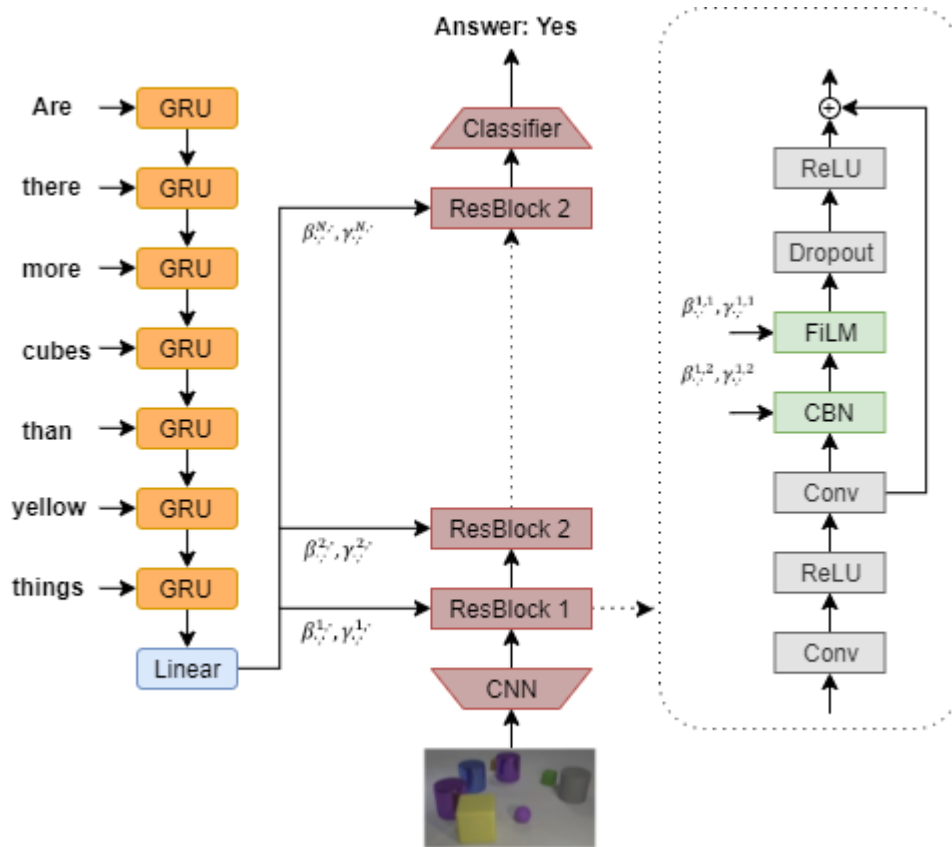 Answer: Yes
Are
GRU
there
GRU
more
GRU
cubes
GRU
than
GRU
yellow
GRU
things
GRU
Linear
Classifier
ResBlock 2
β^{N,·}_{·,·}, γ^{N,·}_{·,·}
ResBlock 2
β^{2,·}_{·,·}, γ^{2,·}_{·,·}
ResBlock 1
β^{1,·}_{·,·}, γ^{1,·}_{·,·}
CNN
+
ReLU
Dropout
β^{1,1}_{·,·}, γ^{1,1}_{·,·}
FiLM
β^{1,2}_{·,·}, γ^{1,2}_{·,·}
CBN
Conv
ReLU
Conv